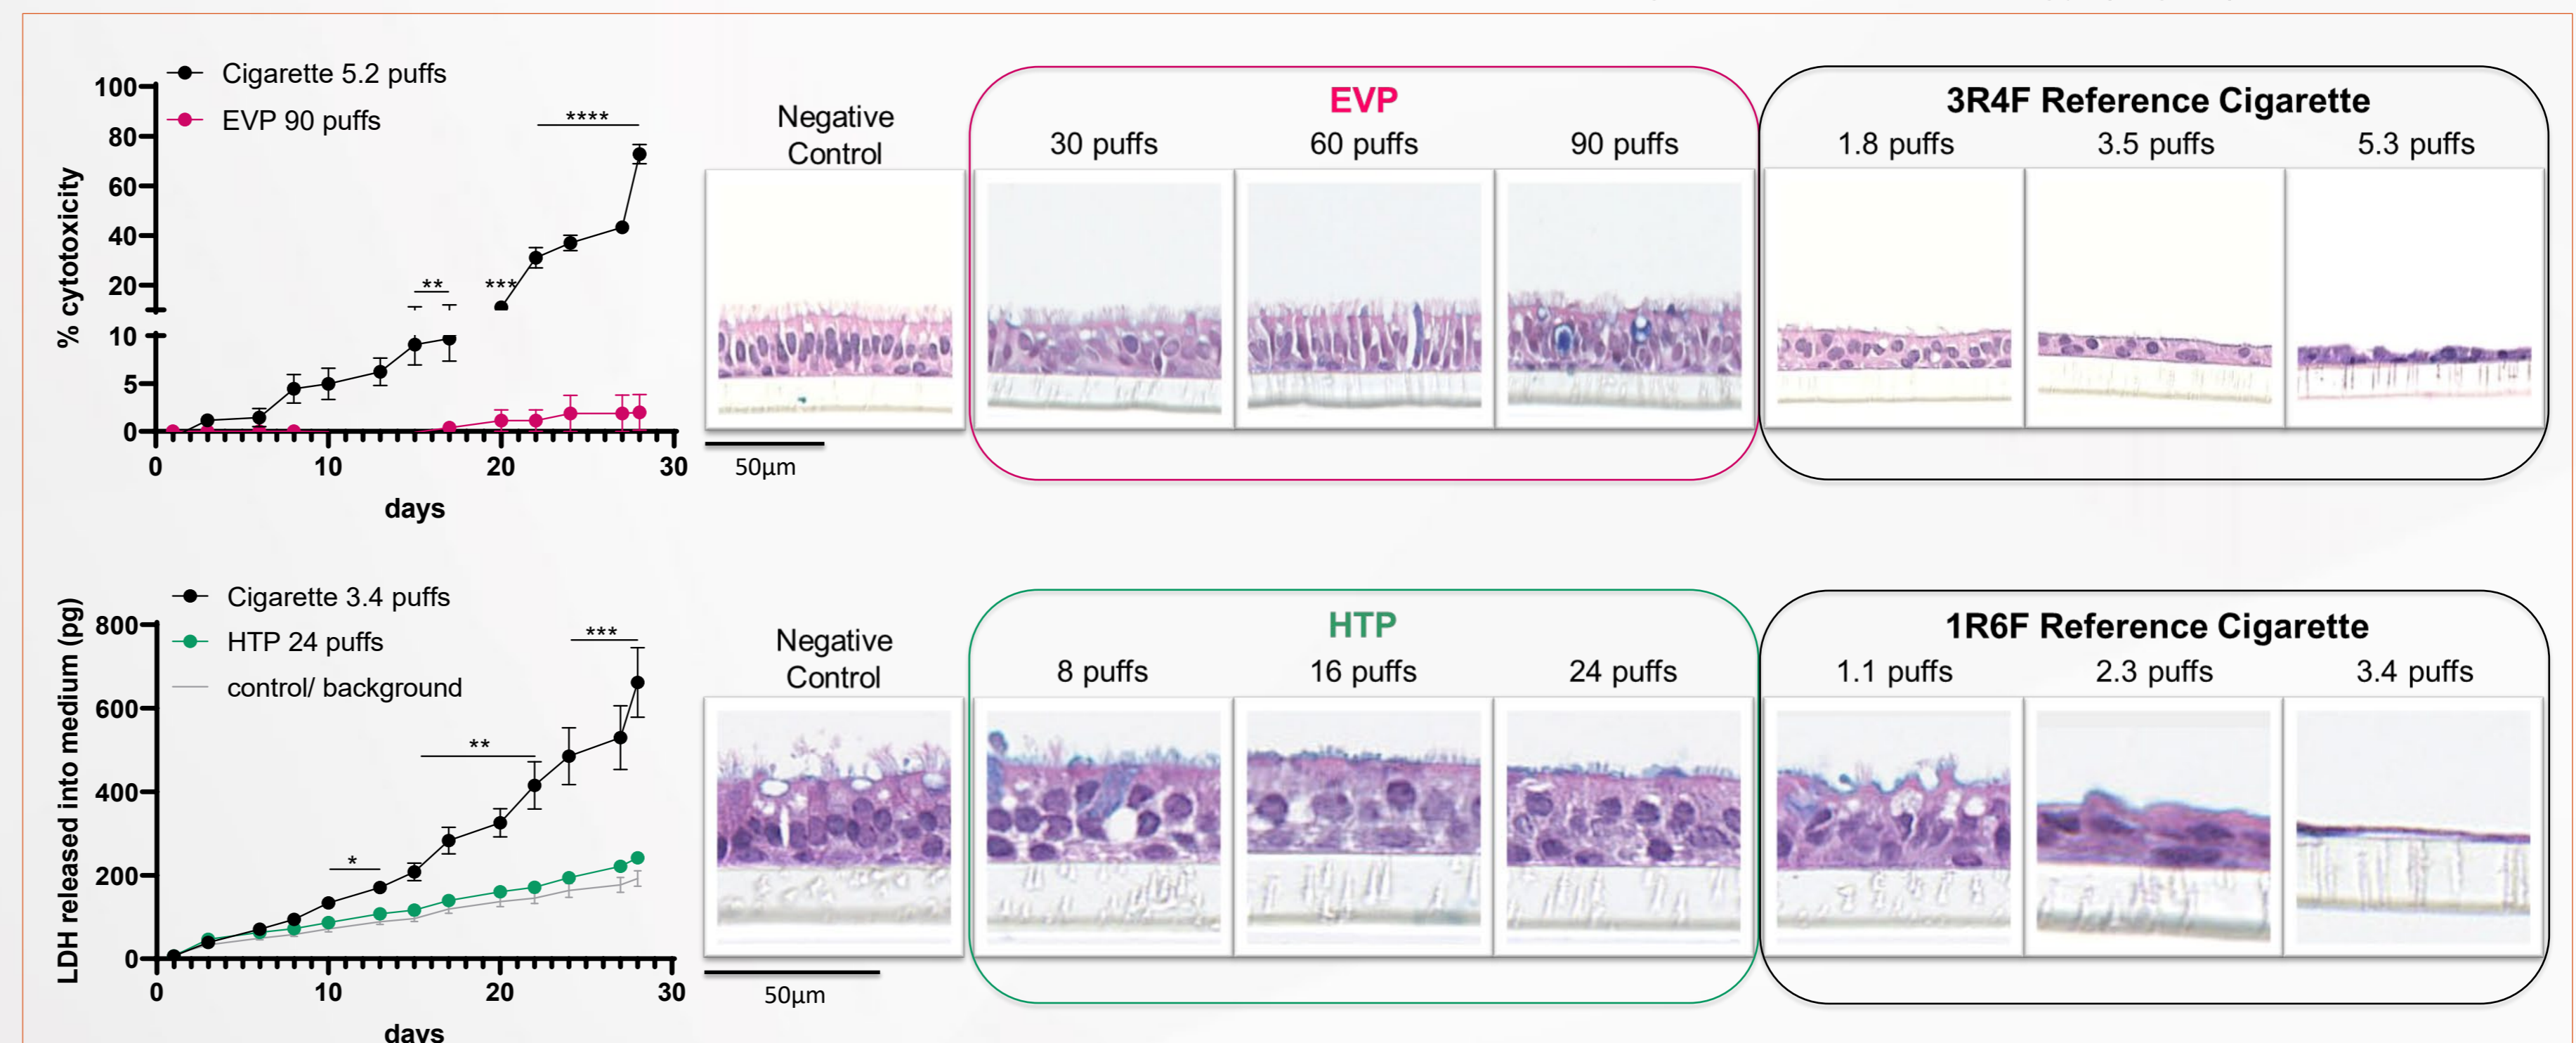 Cigarette 5.2 puffs
EVP 90 puffs
% cytotoxicity
100
80
60
40
20
10
5
0
**
***
****
0 10 20 30
days
Negative
Control
50µm
EVP
30 puffs 60 puffs 90 puffs
3R4F Reference Cigarette
1.8 puffs 3.5 puffs 5.3 puffs
Cigarette 3.4 puffs
HTP 24 puffs
control/ background
LDH released into medium (pg)
800
600
400
200
0
*
**
***
0 10 20 30
days
Negative
Control
50µm
HTP
8 puffs 16 puffs 24 puffs
1R6F Reference Cigarette
1.1 puffs 2.3 puffs 3.4 puffs